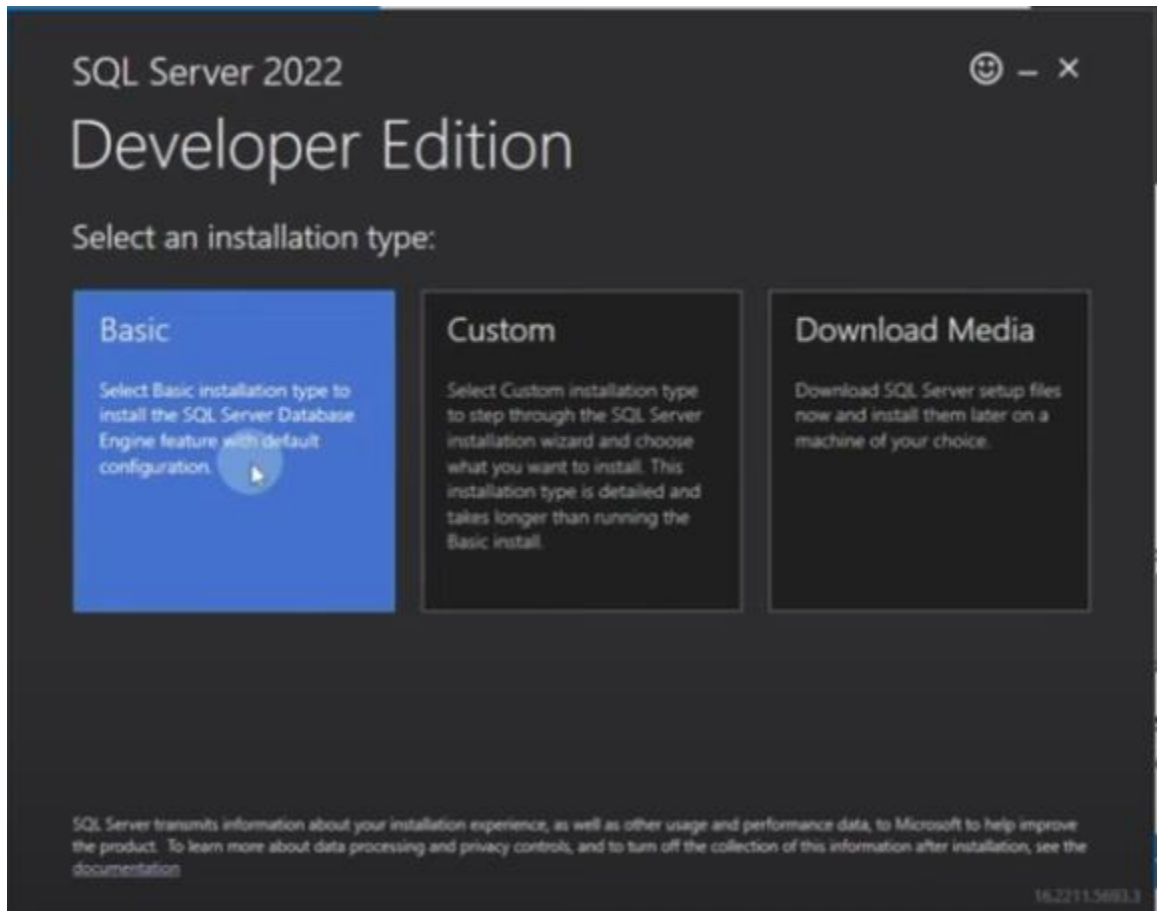 SQL Server 2022
Developer Edition
Select an installation type:
Basic
Select Basic installation type to
install the SQL Server Database
Engine feature with default
configuration.
Custom
Select Custom installation type
to step through the SQL Server
installation wizard and choose
what you want to install. This
installation type is detailed and
takes longer than running the
Basic install.
Download Media
Download SQL Server setup files
now and install them later on a
machine of your choice.
SQL Server transmits information about your installation experience, as well as other usage and performance data, to Microsoft to help improve
the product. To learn more about data processing and privacy controls, and to turn off the collection of this information after installation, see the
documentation
16.2211.5693.3